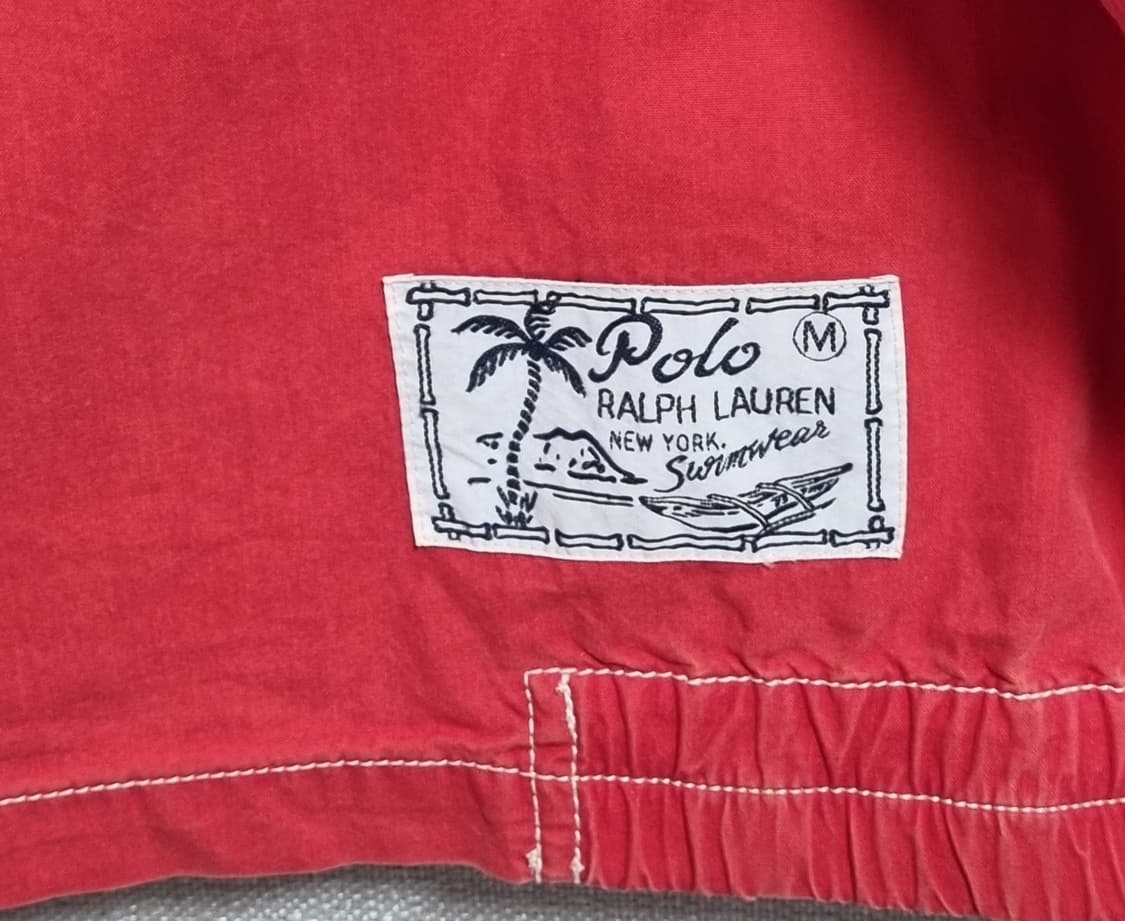 Polo M
RALPH LAUREN
NEW YORK.
Swimwear